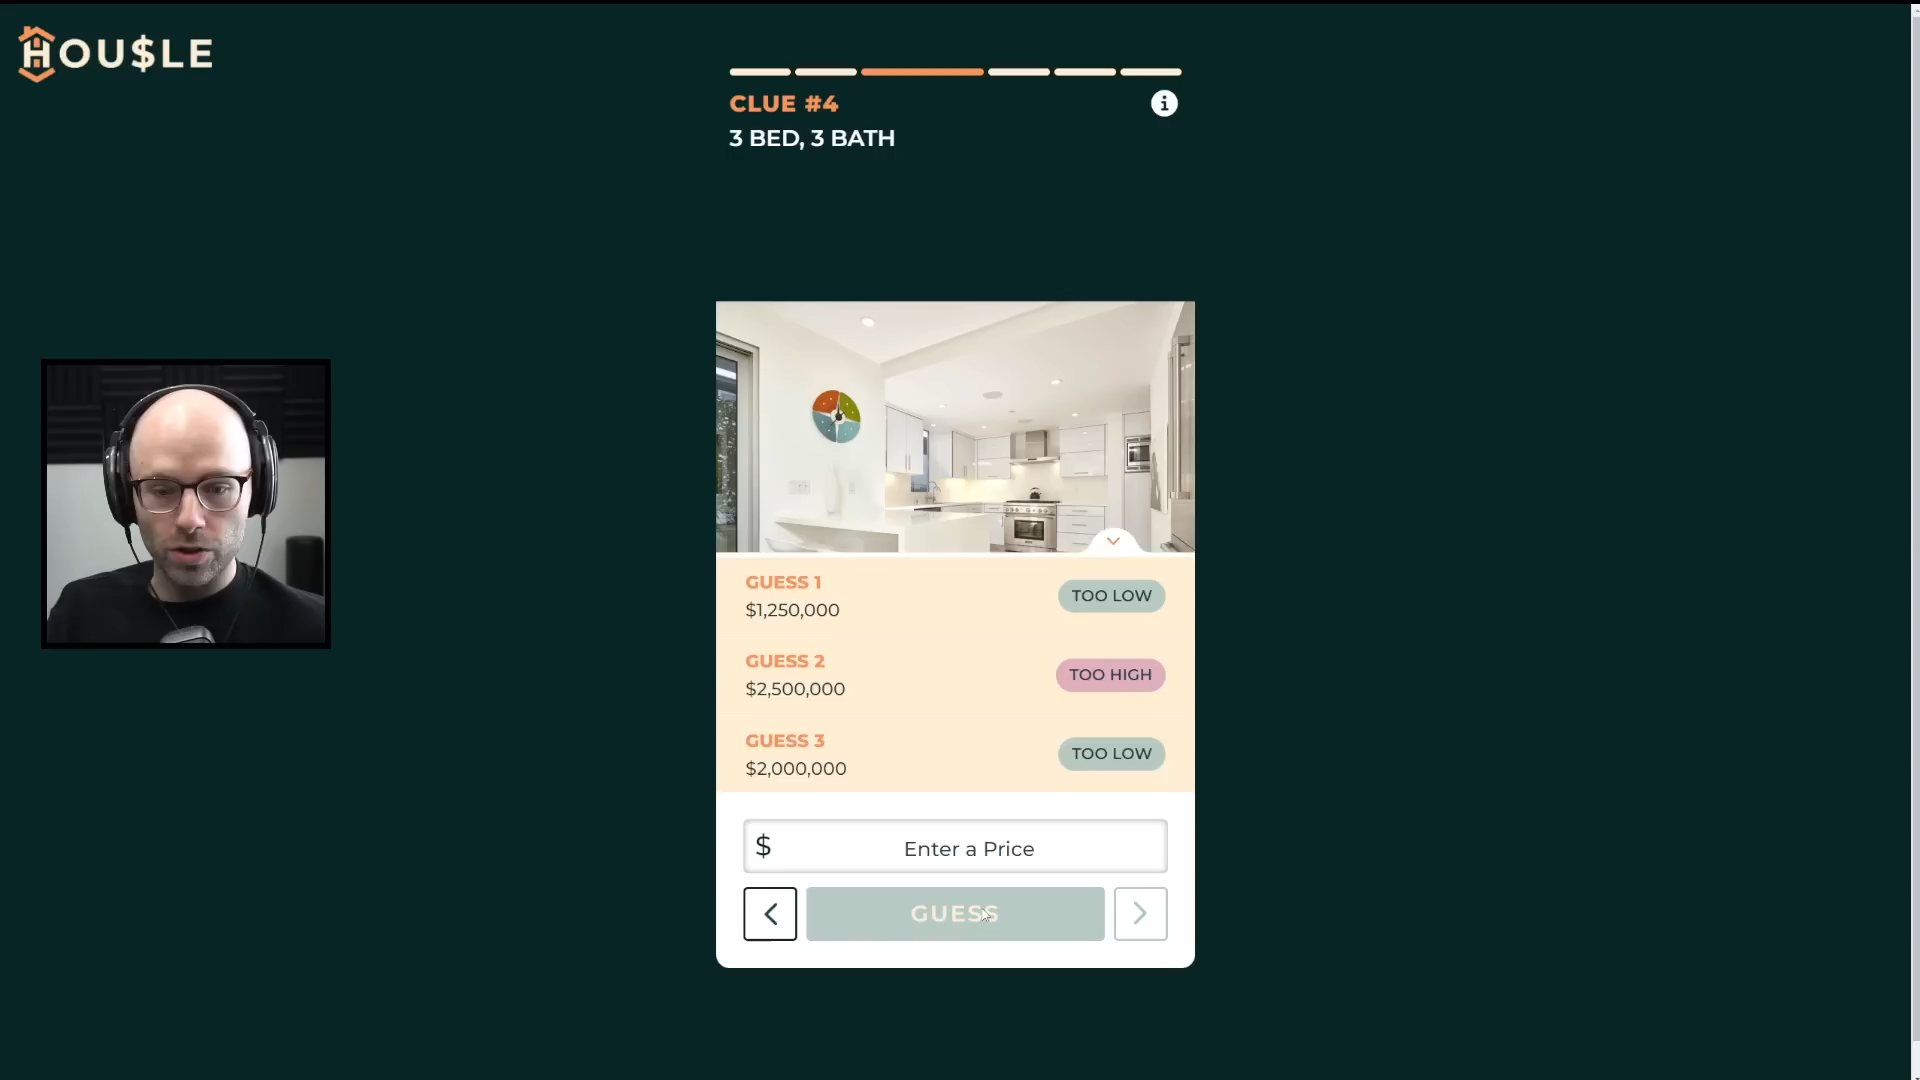 HOU$LE
CLUE #4
3 BED, 3 BATH
GUESS 1
$1,250,000
TOO LOW
GUESS 2
$2,500,000
TOO HIGH
GUESS 3
$2,000,000
TOO LOW
$ Enter a Price
GUESS